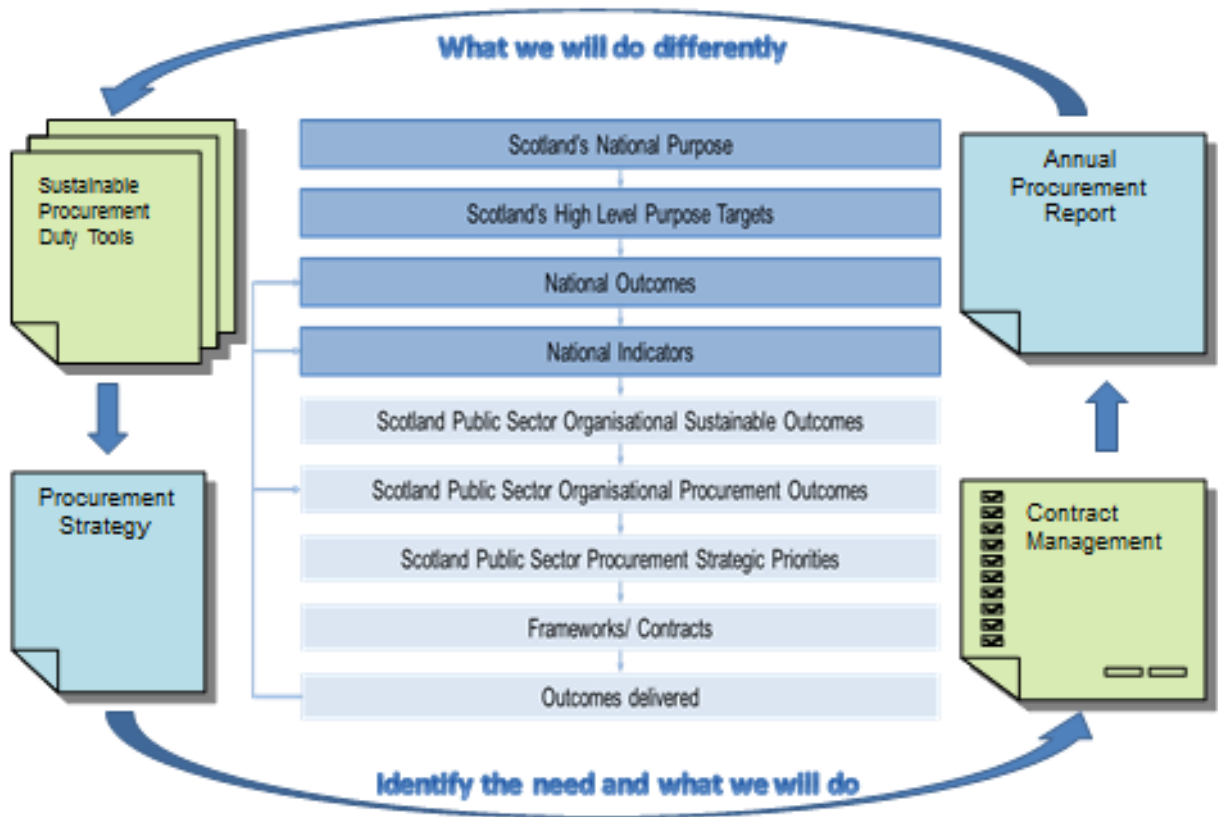 What we will do differently
Sustainable
Procurement
Duty Tools
Scotland's National Purpose
Scotland's High Level Purpose Targets
National Outcomes
National Indicators
Scotland Public Sector Organisational Sustainable Outcomes
Scotland Public Sector Organisational Procurement Outcomes
Scotland Public Sector Procurement Strategic Priorities
Frameworks/ Contracts
Outcomes delivered
Annual
Procurement
Report
Procurement
Strategy
Contract
Management
Identify the need and what we will do